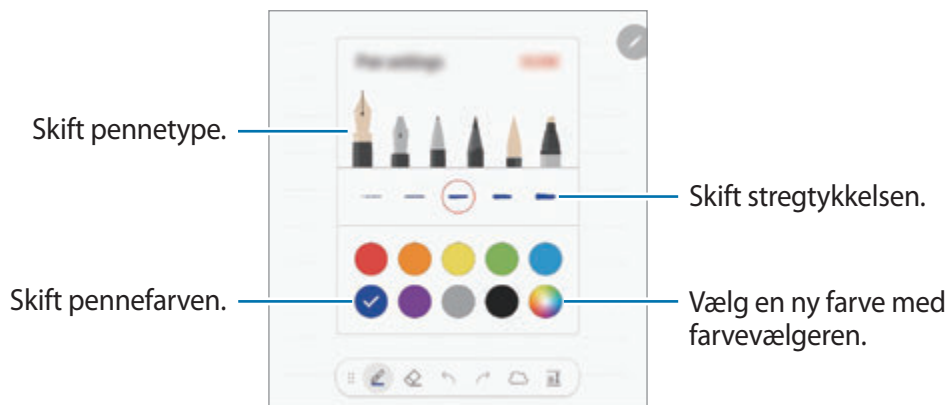 Skift pennetype.
Skift stregtykkelsen.
Skift pennefarven.
Vælg en ny farve med
farvevælgeren.